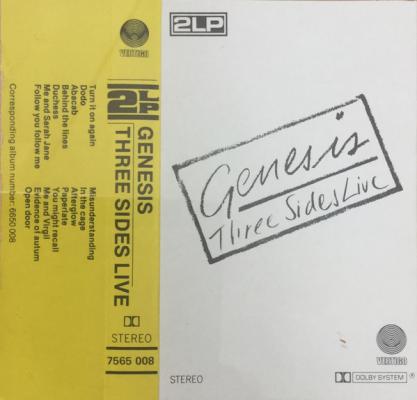 VERTIGO
2LP
GENESIS
THREE SIDES LIVE
STEREO
7565 008
Turn it on again
Dodo
Abacab
Behind the lines
Duchess
Me and Sarah Jane
Follow you follow me
Misunderstanding
In the cage
Afterglow
Paperlate
You might recall
Me and Virgil
Evidence of autum
Open door
Corresponding album number: 6650 008
2LP
Genesis
Three Sides Live
VERTIGO
STEREO
DOLBY SYSTEM ®